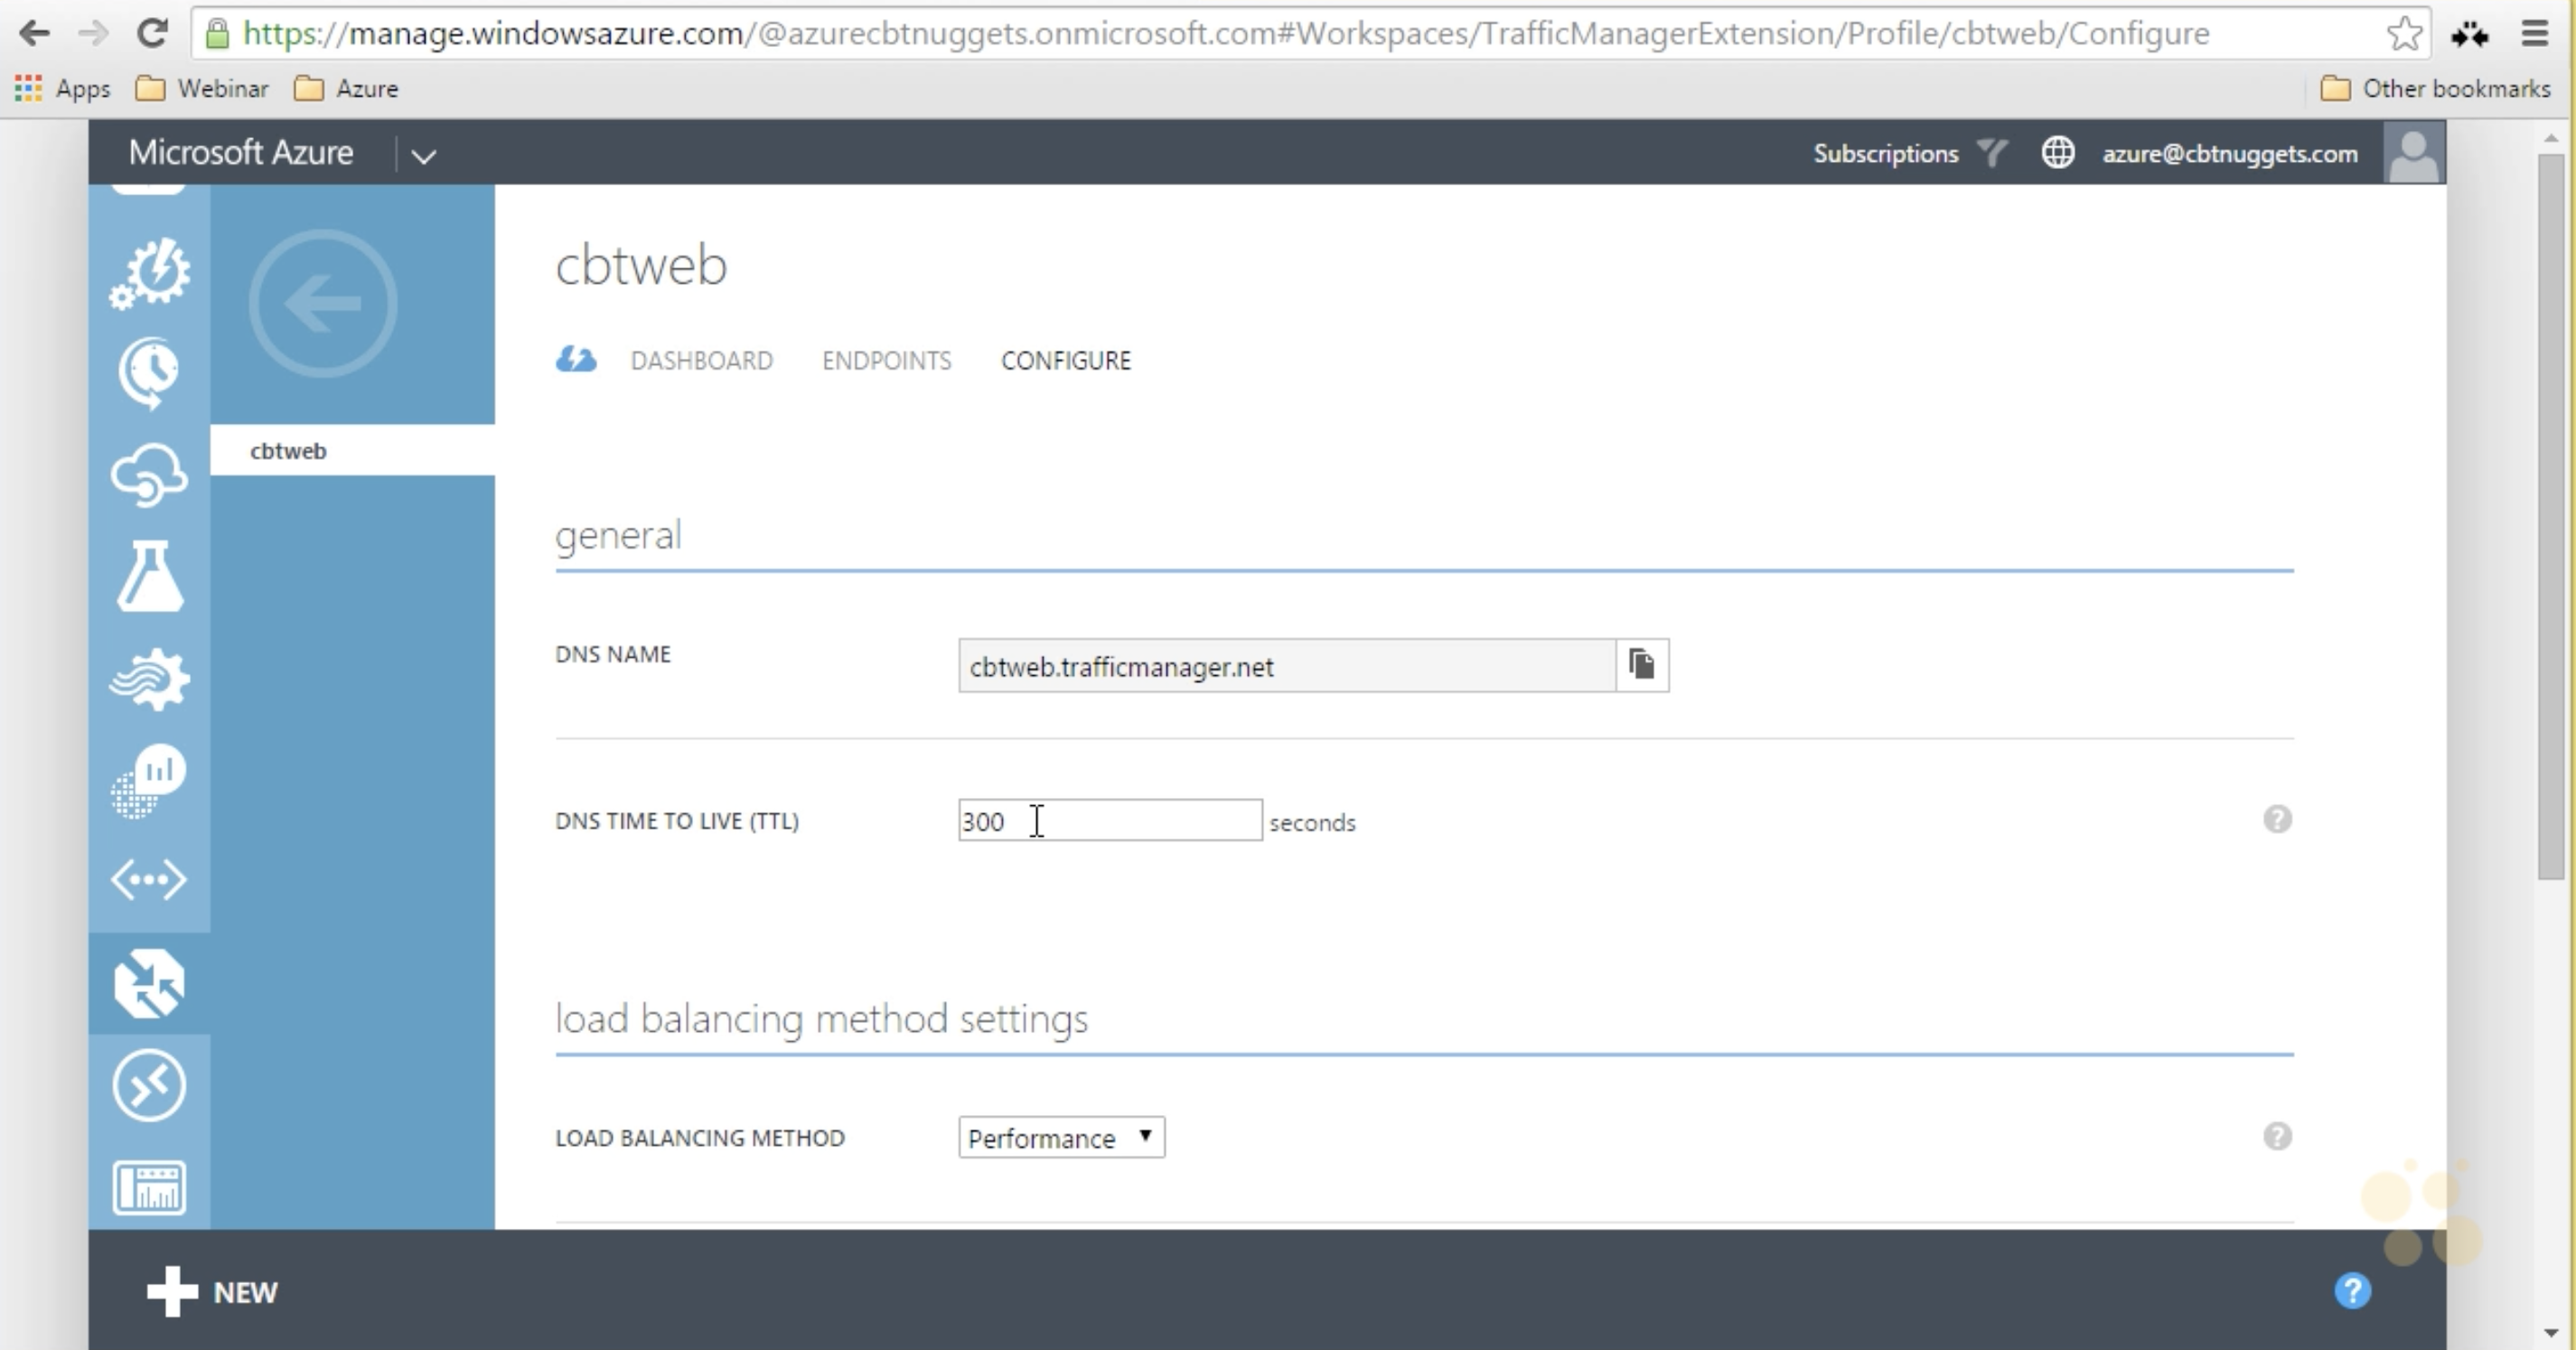 https://manage.windowsazure.com/@azurecbtnuggets.onmicrosoft.com#Workspaces/TrafficManagerExtension/Profile/cbtweb/Configure
Apps Webinar Azure Other bookmarks
Microsoft Azure Subscriptions azure@cbtnuggets.com
cbtweb
DASHBOARD ENDPOINTS CONFIGURE
cbtweb
general
DNS NAME cbtweb.trafficmanager.net
DNS TIME TO LIVE (TTL) 300 seconds ?
load balancing method settings
LOAD BALANCING METHOD Performance ?
NEW ?